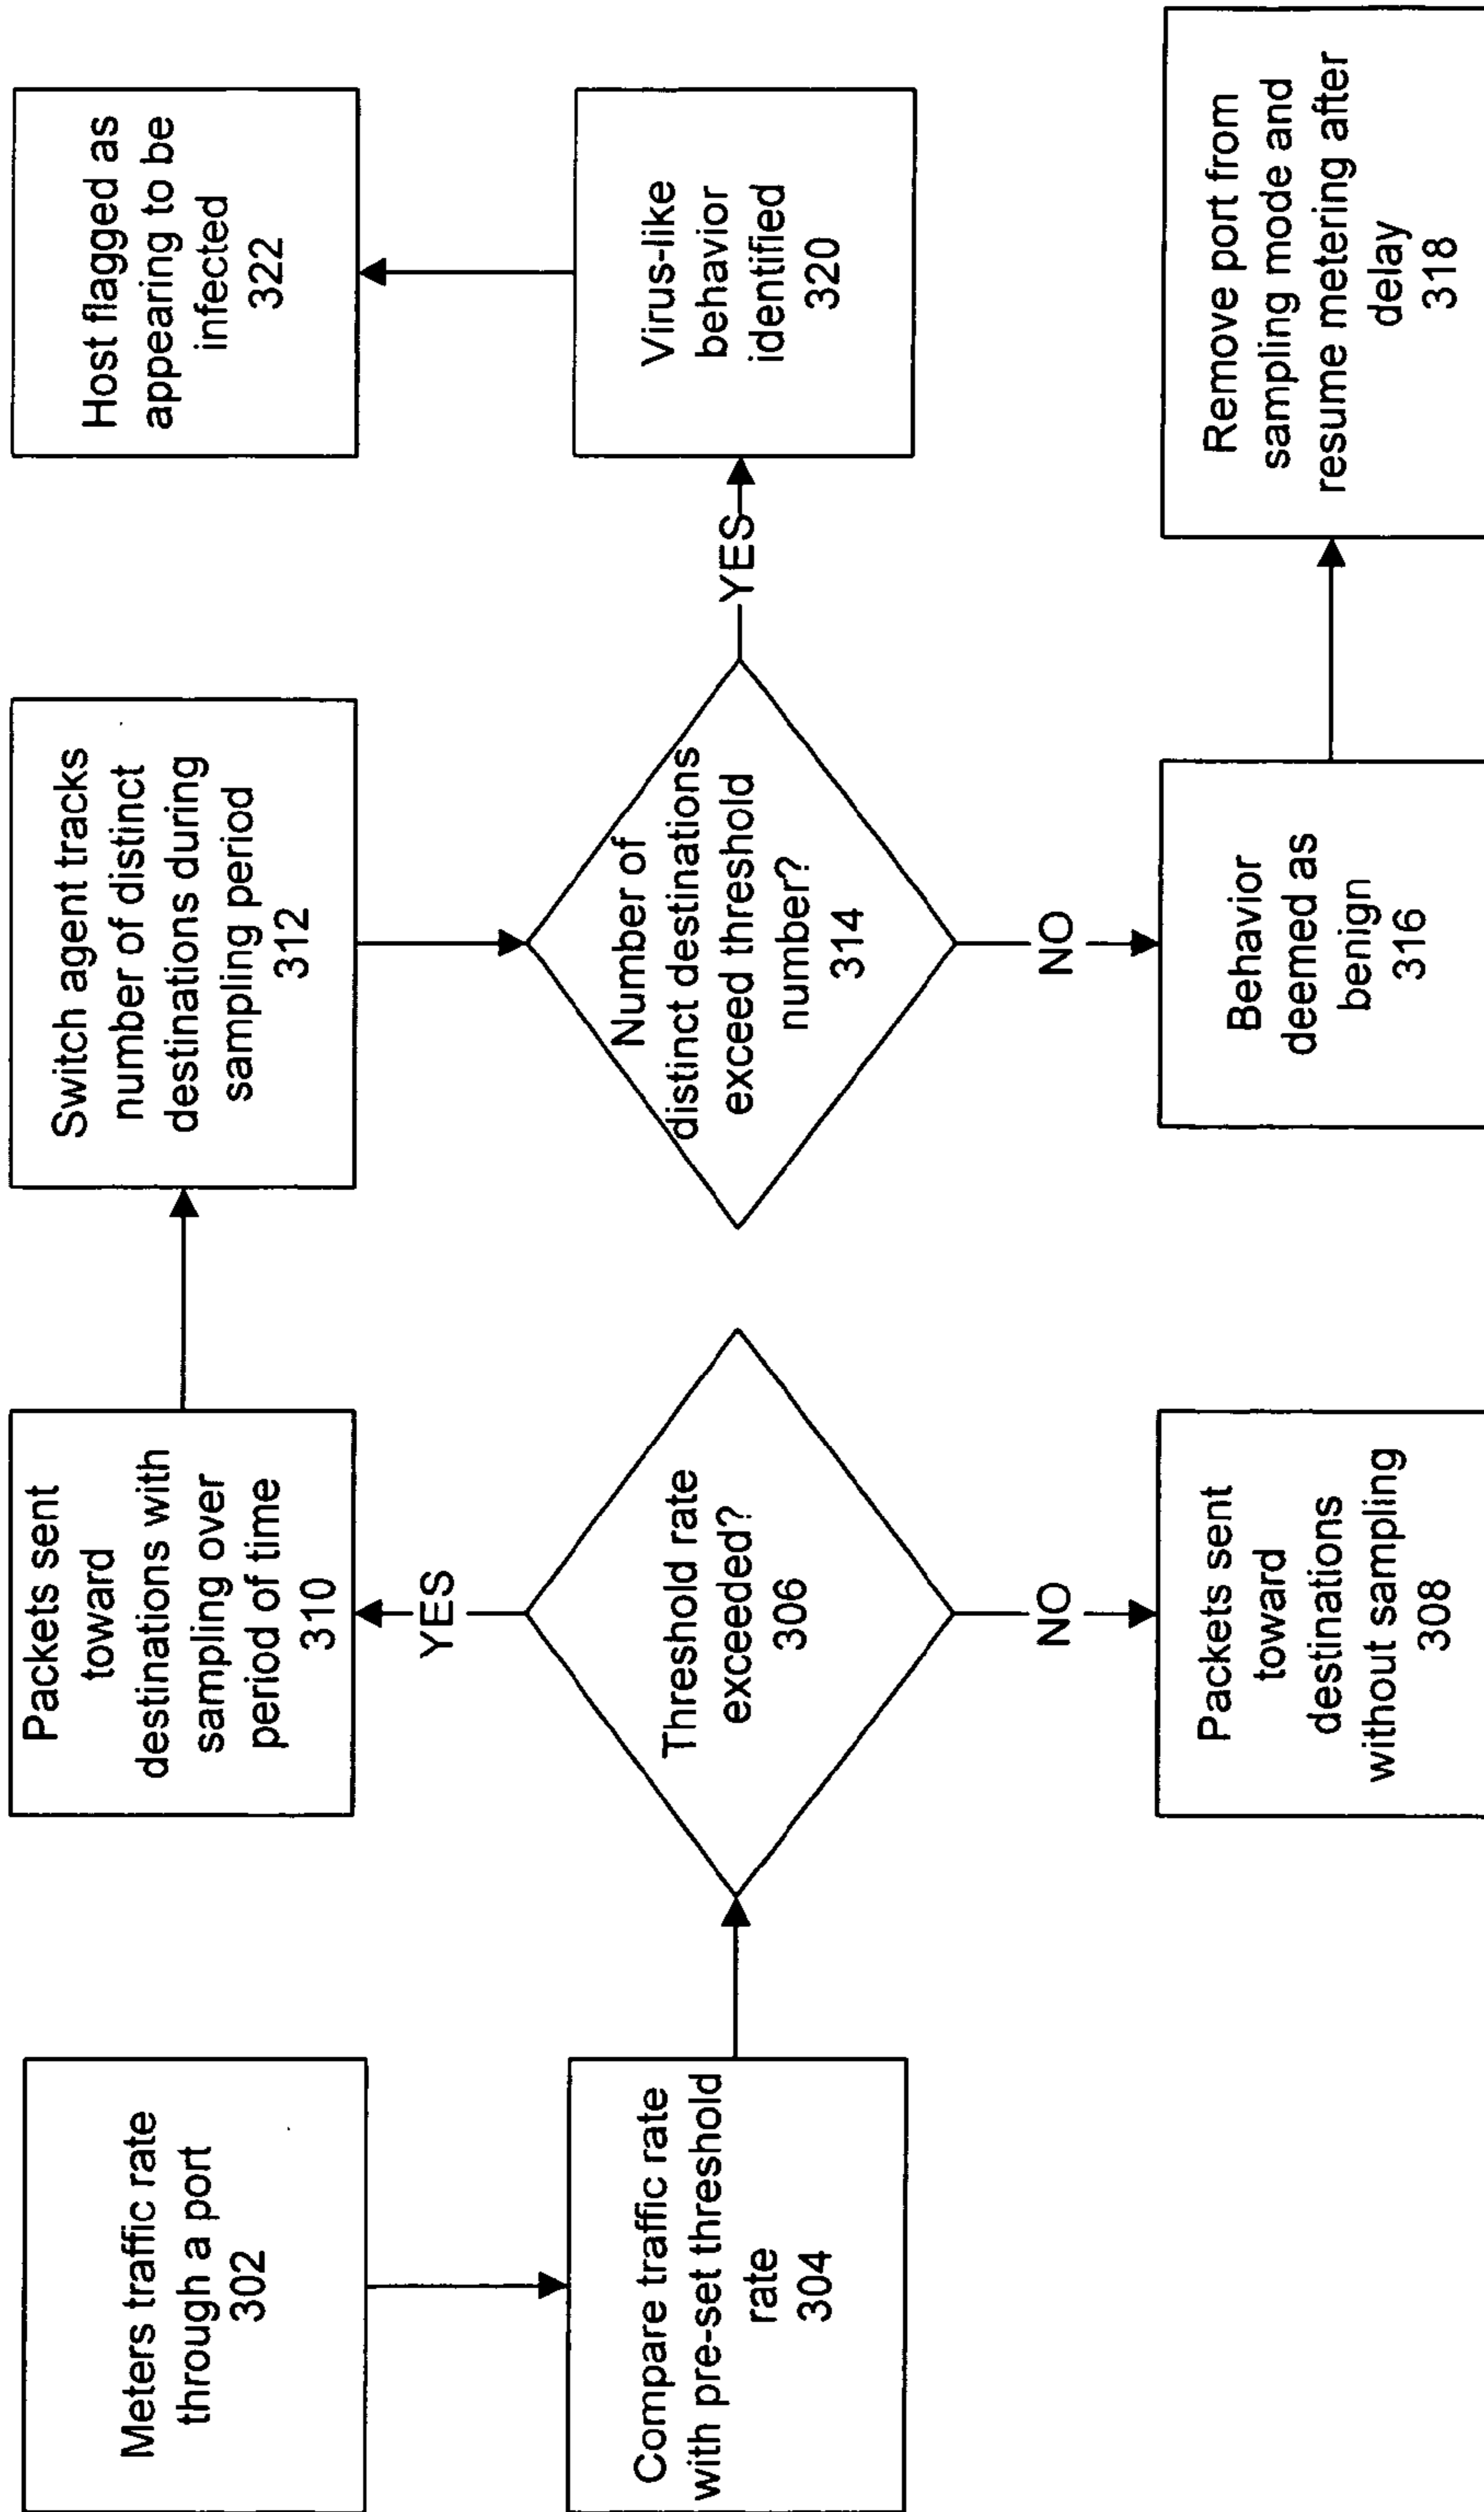 Meters traffic rate
through a port
302
Compare traffic rate
with pre-set threshold
rate
304
Threshold rate
exceeded?
306
YES
NO
Packets sent
toward
destinations with
sampling over
period of time
310
Packets sent
toward
destinations
without sampling
308
Switch agent tracks
number of distinct
destinations during
sampling period
312
Number of
distinct destinations
exceed threshold
number?
314
YES
NO
Behavior
deemed as
benign
316
Virus-like
behavior
identified
320
Host flagged as
appearing to be
infected
322
Remove port from
sampling mode and
resume metering after
delay
318